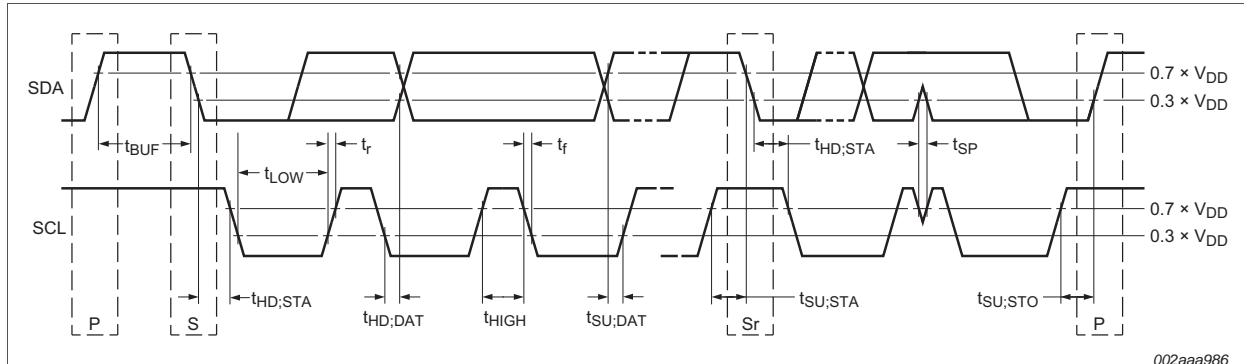 SDA
0.7 × VDD
0.3 × VDD
tBUF
tr
tf
tHD;STA
tSP
tLOW
SCL
0.7 × VDD
0.3 × VDD
tHD;STA
tHD;DAT
tHIGH
tSU;DAT
tSU;STA
tSU;STO
P
S
Sr
P
002aaa986